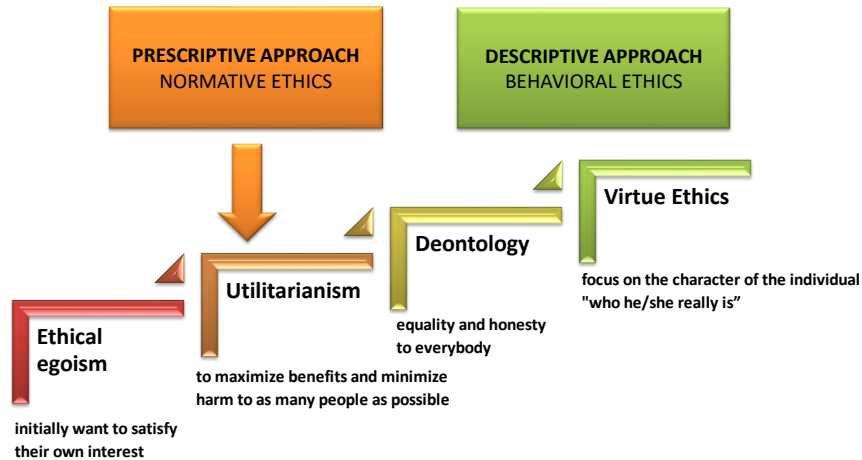 PRESCRIPTIVE APPROACH
NORMATIVE ETHICS
DESCRIPTIVE APPROACH
BEHAVIORAL ETHICS
Ethical
egoism
initially want to satisfy
their own interest
Utilitarianism
to maximize benefits and minimize
harm to as many people as possible
Deontology
equality and honesty
to everybody
Virtue Ethics
focus on the character of the individual
"who he/she really is”